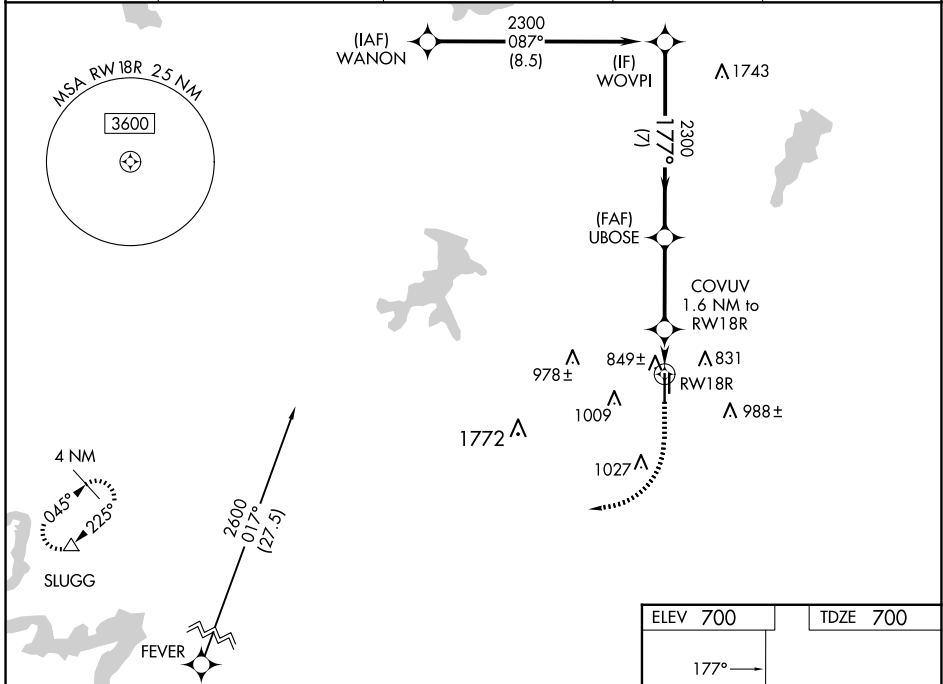 MSA RW 18R 25 NM
3600
(IAF)
WANON
2300
087°
(8.5)
(IF)
WOVPI
1743
2300
177°
(7)
(FAF)
UBOSE
COVUV
1.6 NM to
RW18R
978±
849±
831
RW18R
1009
988±
1772
1027
4 NM
045°
225°
SLUGG
2600
017°
(27.5)
FEVER
ELEV 700
TDZE 700
177°